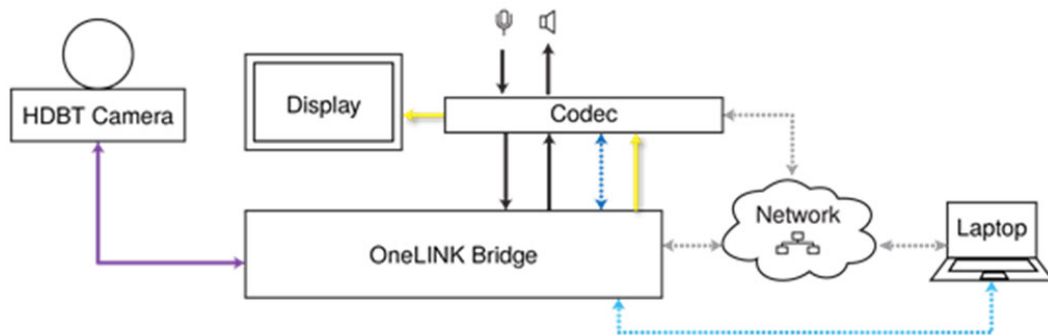 HDBT Camera
Display
Codec
OneLINK Bridge
Network
Laptop